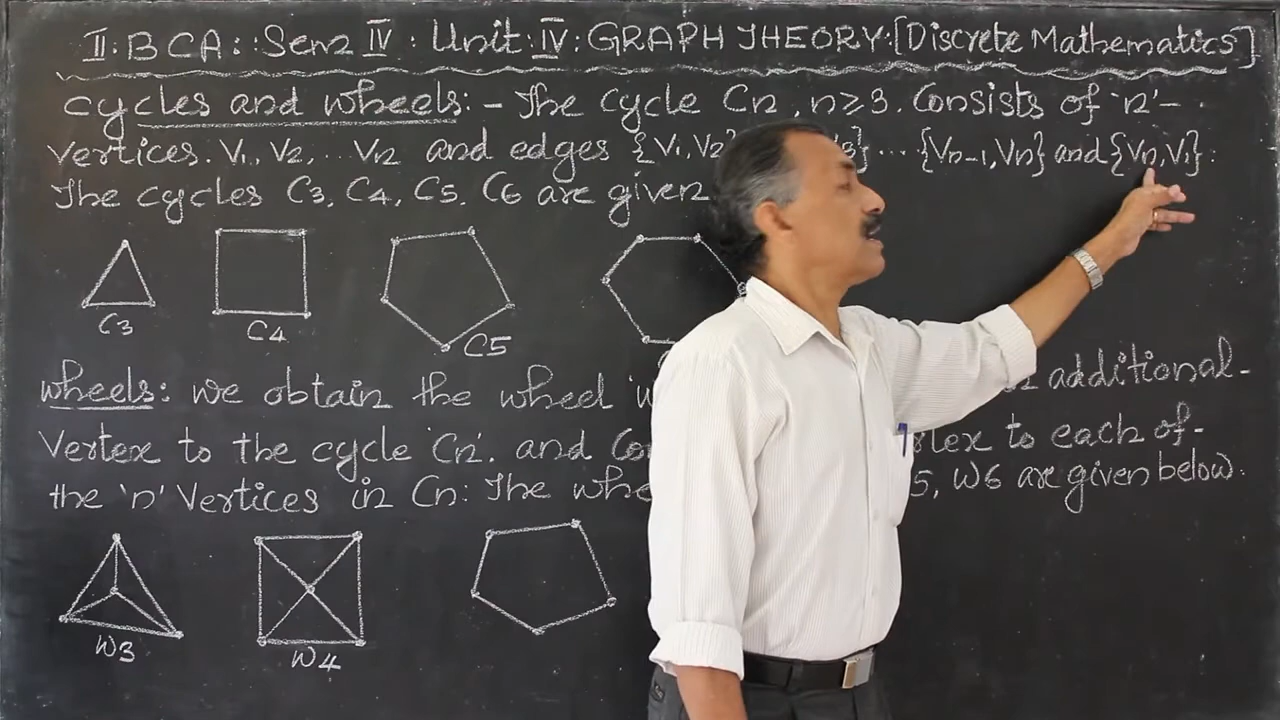 II: BCA: Sem IV: Unit: IV: GRAPH THEORY: [Discrete Mathematics]
cycles and wheels: - The cycle Cn, n≥3. Consists of 'n'-
vertices. V1, V2, ... Vn and edges {V1, V2} } ... {Vn-1, Vn} and {Vn, V1}.
The cycles C3, C4, C5, C6 are given
C3 C4 C5
wheels: we obtain the wheel additional-
Vertex to the cycle 'Cn'. and to each of-
the 'n' Vertices in Cn: The 5, W6 are given below:
W3 W4